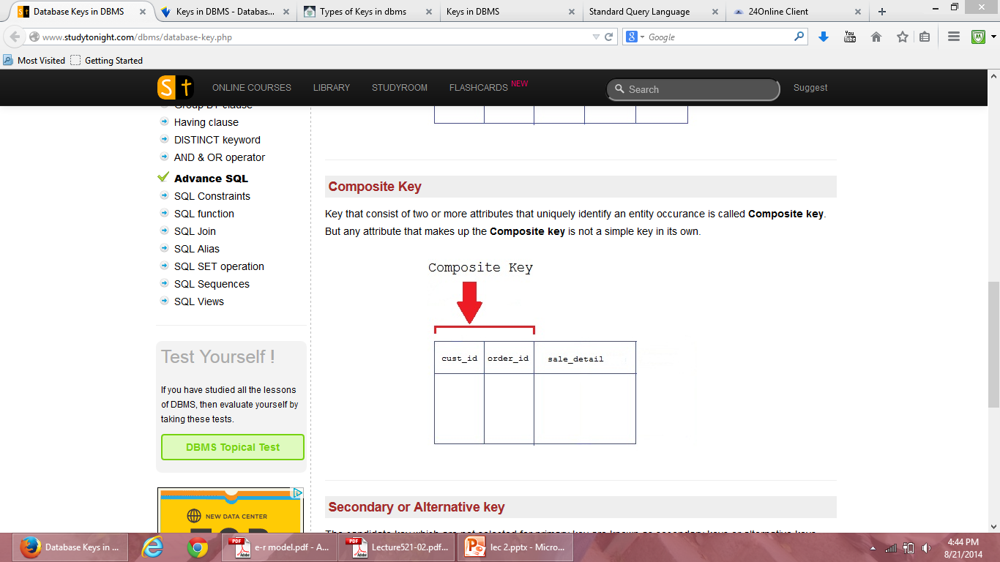 Database Keys in DBMS
Keys in DBMS - Databas...
Types of Keys in dbms
Keys in DBMS
Standard Query Language
24Online Client
www.studytonight.com/dbms/database-key.php
Google
You Tube
Most Visited
Getting Started
St
ONLINE COURSES
LIBRARY
STUDYROOM
FLASHCARDS NEW
Search
Suggest
Having clause
DISTINCT keyword
AND & OR operator
Advance SQL
SQL Constraints
SQL function
SQL Join
SQL Alias
SQL SET operation
SQL Sequences
SQL Views
Test Yourself !
If you have studied all the lessons
of DBMS, then evaluate yourself by
taking these tests.
DBMS Topical Test
NEW DATA CENTER
Composite Key
Key that consist of two or more attributes that uniquely identify an entity occurance is called Composite key.
But any attribute that makes up the Composite key is not a simple key in its own.
Composite Key
cust_id order_id sale_detail
Secondary or Alternative key
Database Keys in ...
e-r model.pdf - A...
Lecture521-02.pdf...
lec 2.pptx - Micro...
4:44 PM
8/21/2014